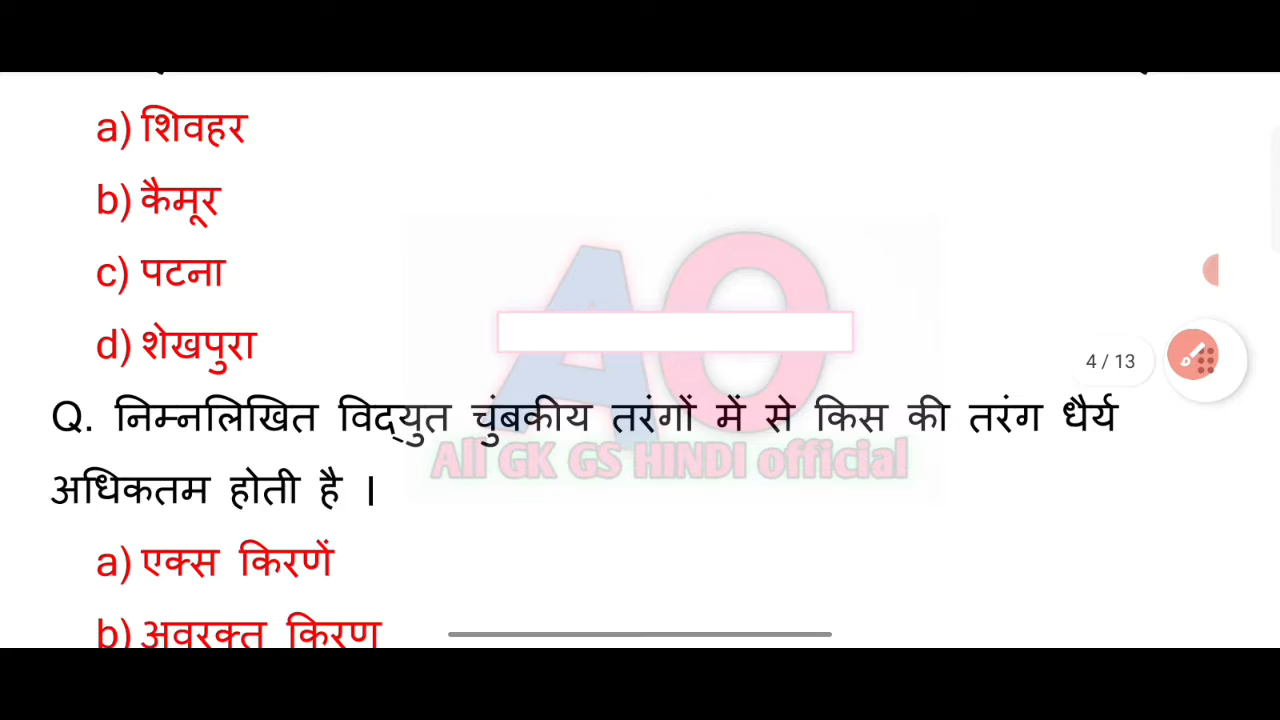 a) शिवहर
b) कैमूर
c) पटना
d) शेखपुरा
4 / 13
Q. निम्नलिखित विद्युत चुंबकीय तरंगों में से किस की तरंग धैर्य
अधिकतम होती है ।
AO
All GK GS HINDI official
a) एक्स किरणें
b) अवरक्त किरण